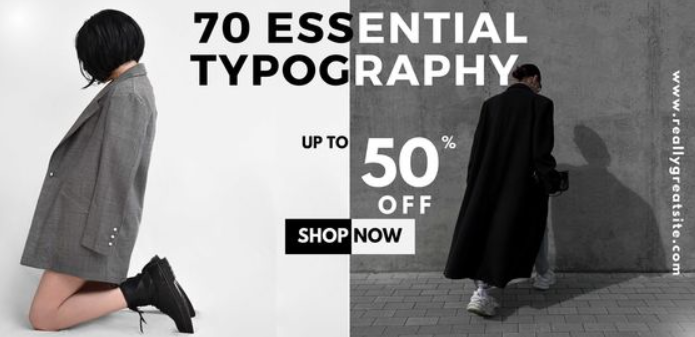 70 ESSENTIAL
TYPOGRAPHY
UP TO
50%
OFF
SHOP NOW
www.reallygreatsite.com